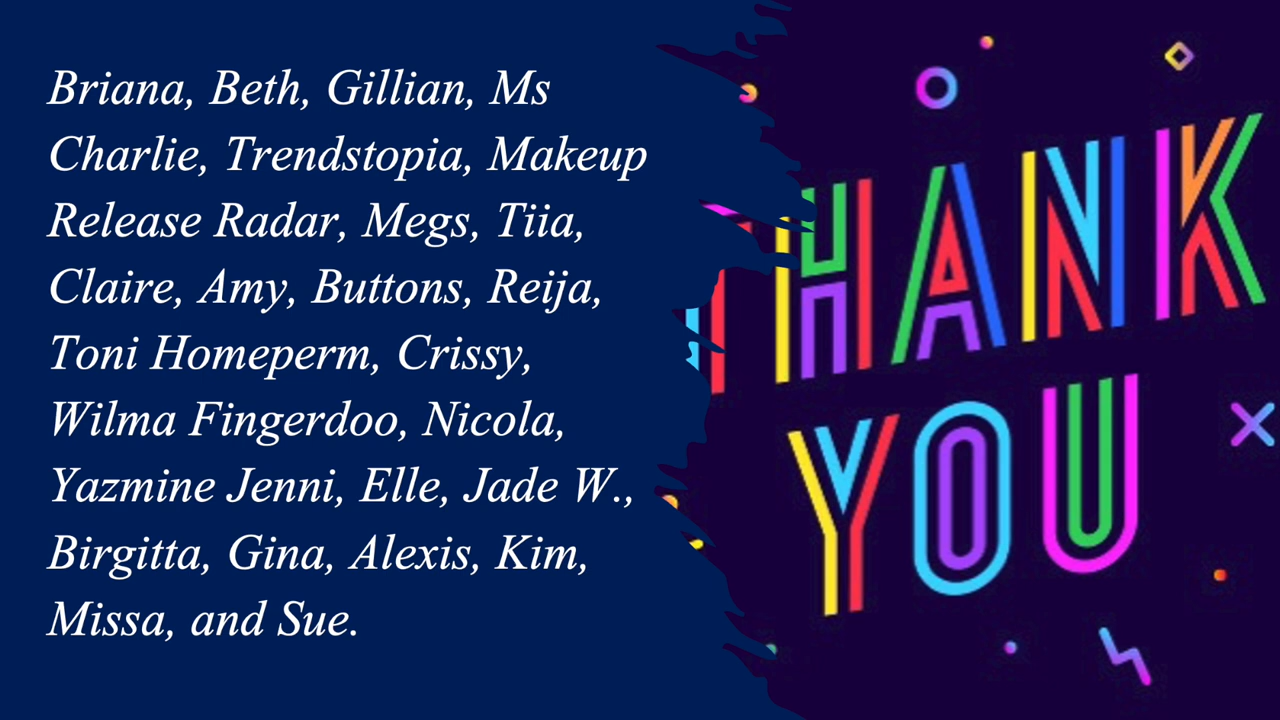 Briana, Beth, Gillian, Ms
Charlie, Trendstopia, Makeup
Release Radar, Megs, Tiia,
Claire, Amy, Buttons, Reija,
Toni Homeperm, Crissy,
Wilma Fingerdoo, Nicola,
Yazmine Jenni, Elle, Jade W.,
Birgitta, Gina, Alexis, Kim,
Missa, and Sue.
THANK
YOU